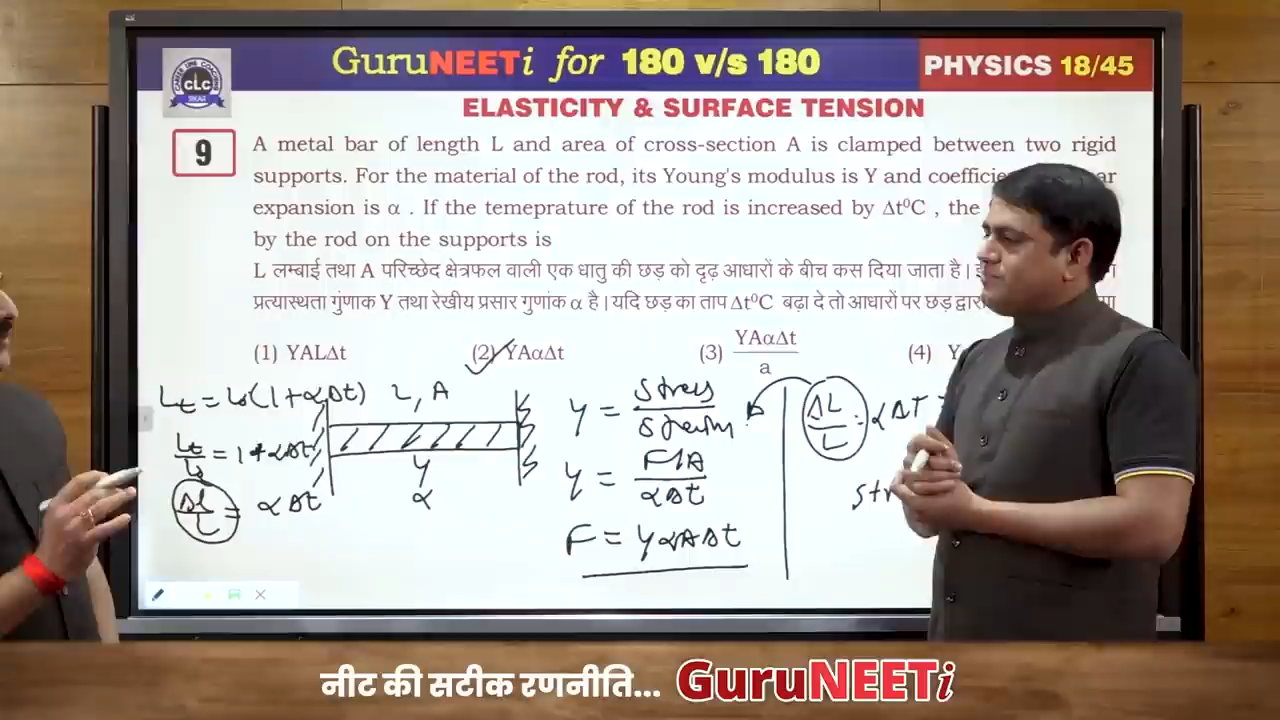 GuruNEETi for 180 v/s 180
PHYSICS 18/45
CLC
SIKAR
ELASTICITY & SURFACE TENSION
9
A metal bar of length L and area of cross-section A is clamped between two rigid
supports. For the material of the rod, its Young's modulus is Y and
expansion is α . If the temeprature of the rod is increased by Δt⁰C , the
by the rod on the supports is
L लम्बाई तथा A परिच्छेद क्षेत्रफल वाली एक धातु की छड़ को दृढ़ आधारों के बीच कस दिया जाता है।
प्रत्यास्थता गुंणाक Y तथा रेखीय प्रसार गुणांक α है। यदि छड़ का ताप Δt⁰C बढ़ा दे तो आधारों पर छड़
(1) YALΔt (2) YAαΔt (3) YAαΔt / a (4) Y
Lt = L0(1+αΔt)
Lt/L0 = 1+αΔt
Δl/L = αΔt
L, A
Y
α
Y = Stress/Strain
Y = F/A / αΔt
F = YαAΔt
ΔL/L = αΔT
नीट की सटीक रणनीति... GuruNEETi